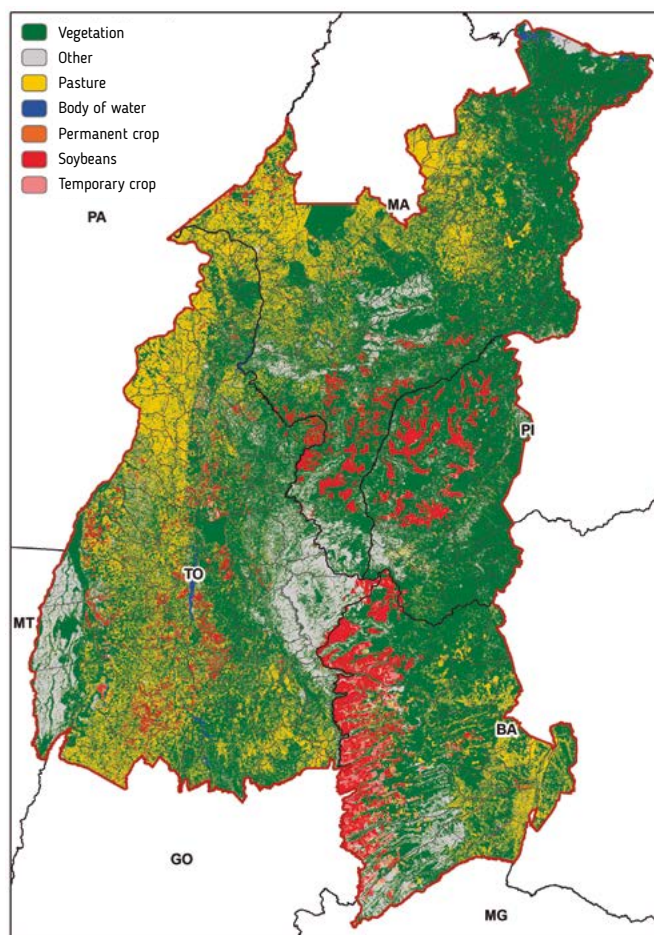 Vegetation
Other
Pasture
Body of water
Permanent crop
Soybeans
Temporary crop
MA
PA
PI
TO
MT
BA
GO
MG